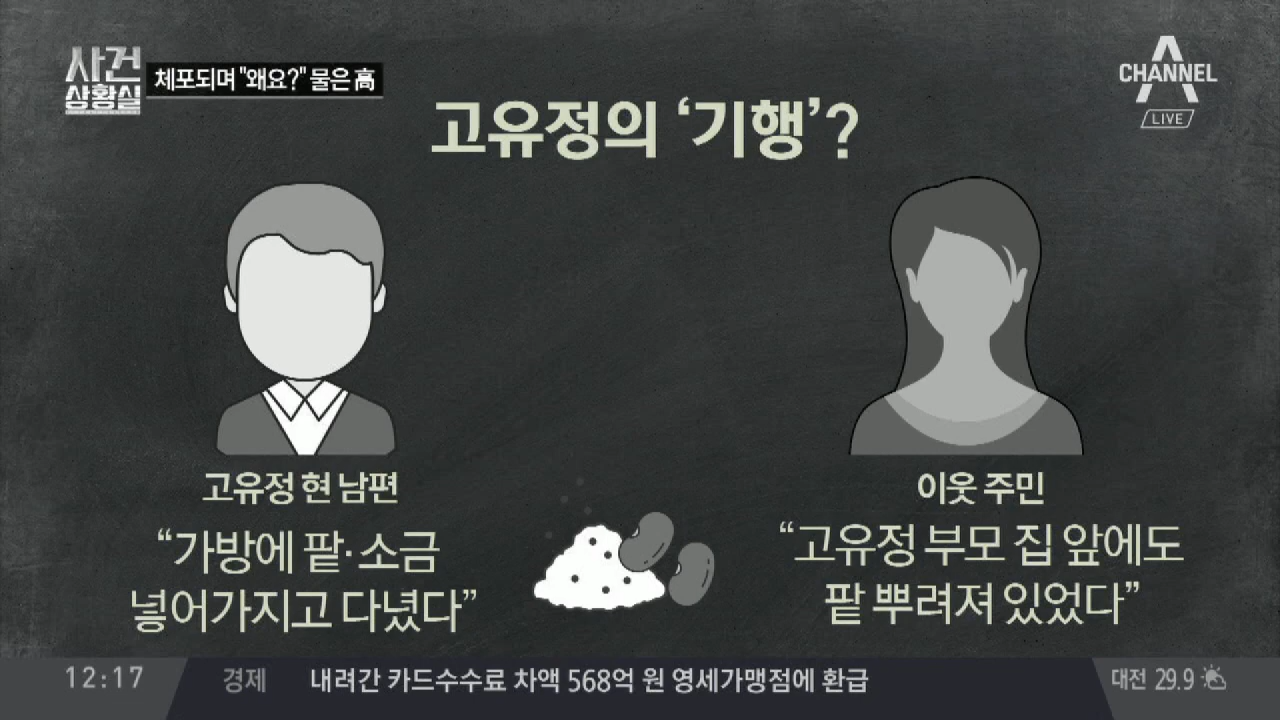 사건
상황실
체포되며 "왜요?" 물은 高
CHANNEL
LIVE
고유정의 ‘기행’?
고유정 현 남편
“가방에 팥·소금
넣어가지고 다녔다”
이웃 주민
“고유정 부모 집 앞에도
팥 뿌려져 있었다”
12:17
경제
내려간 카드수수료 차액 568억 원 영세가맹점에 환급
대전 29.9